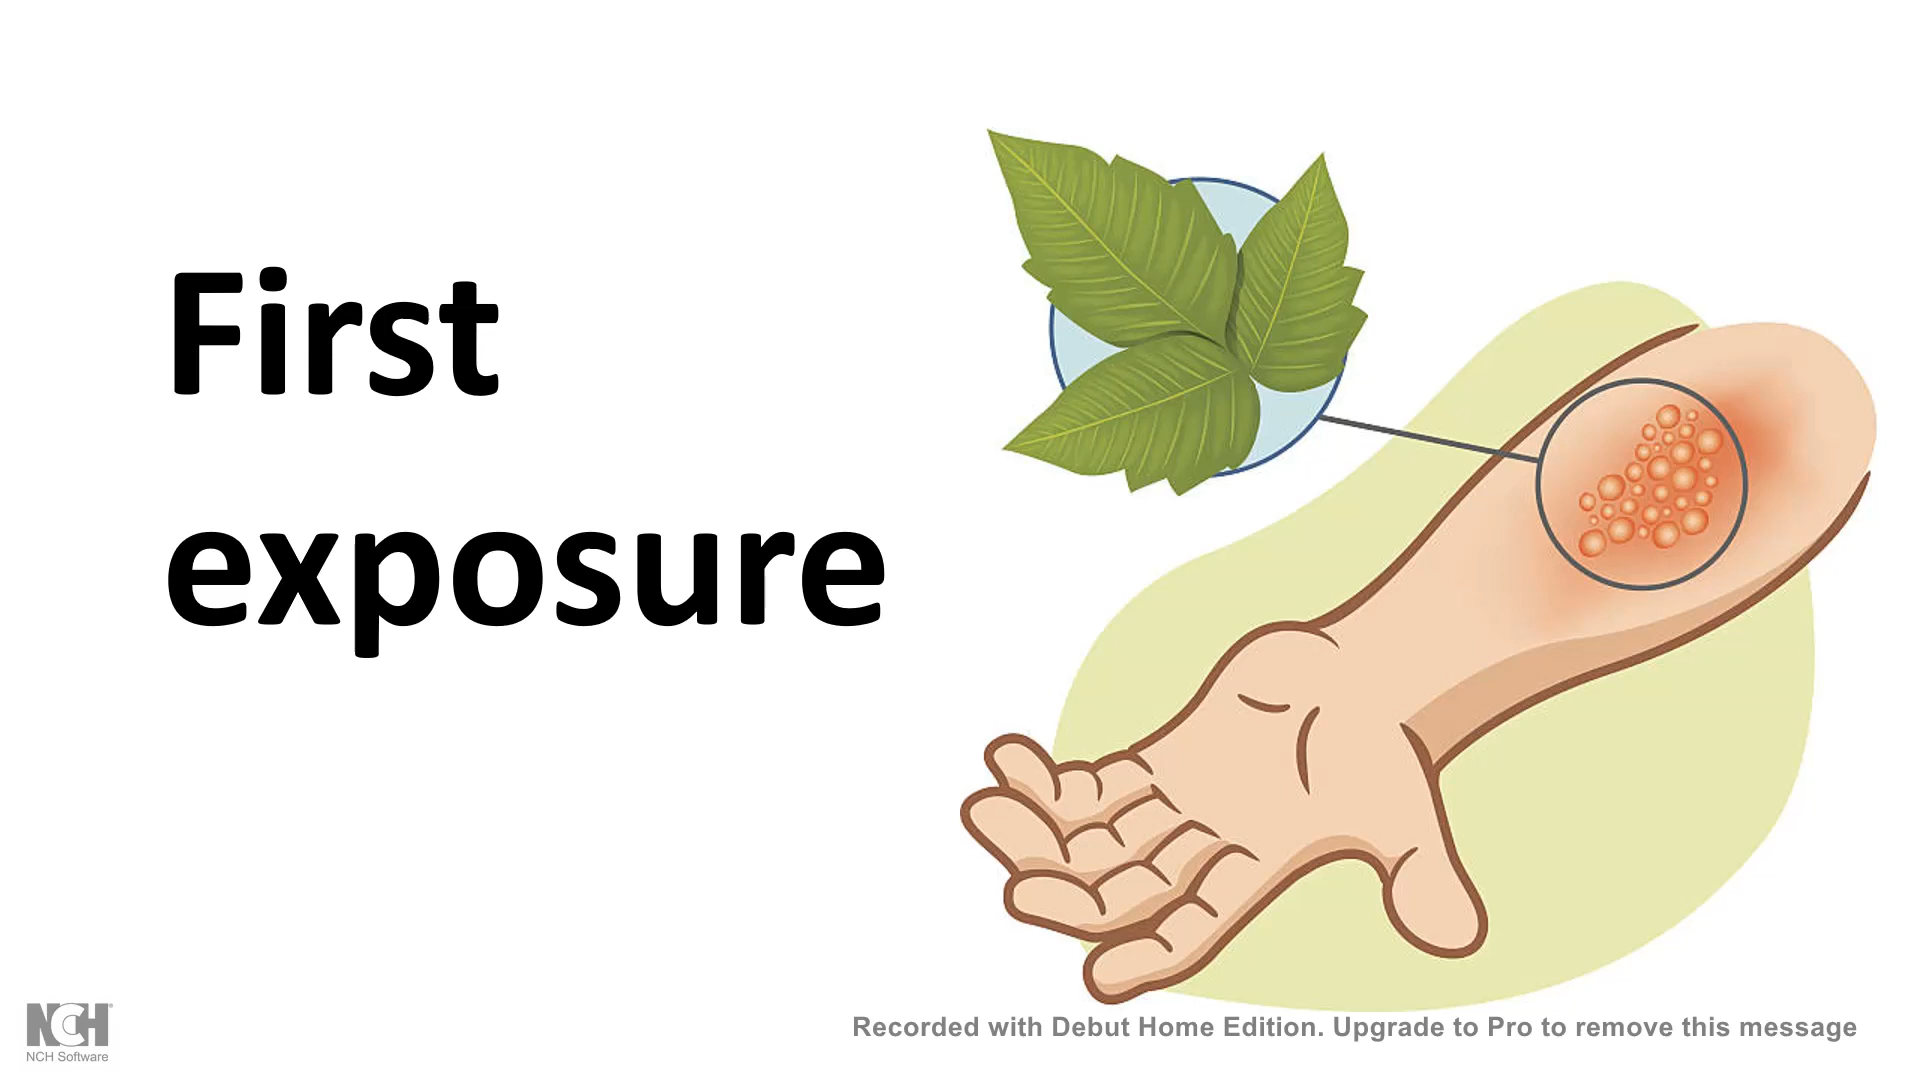 First
exposure
NCH
NCH Software
Recorded with Debut Home Edition. Upgrade to Pro to remove this message